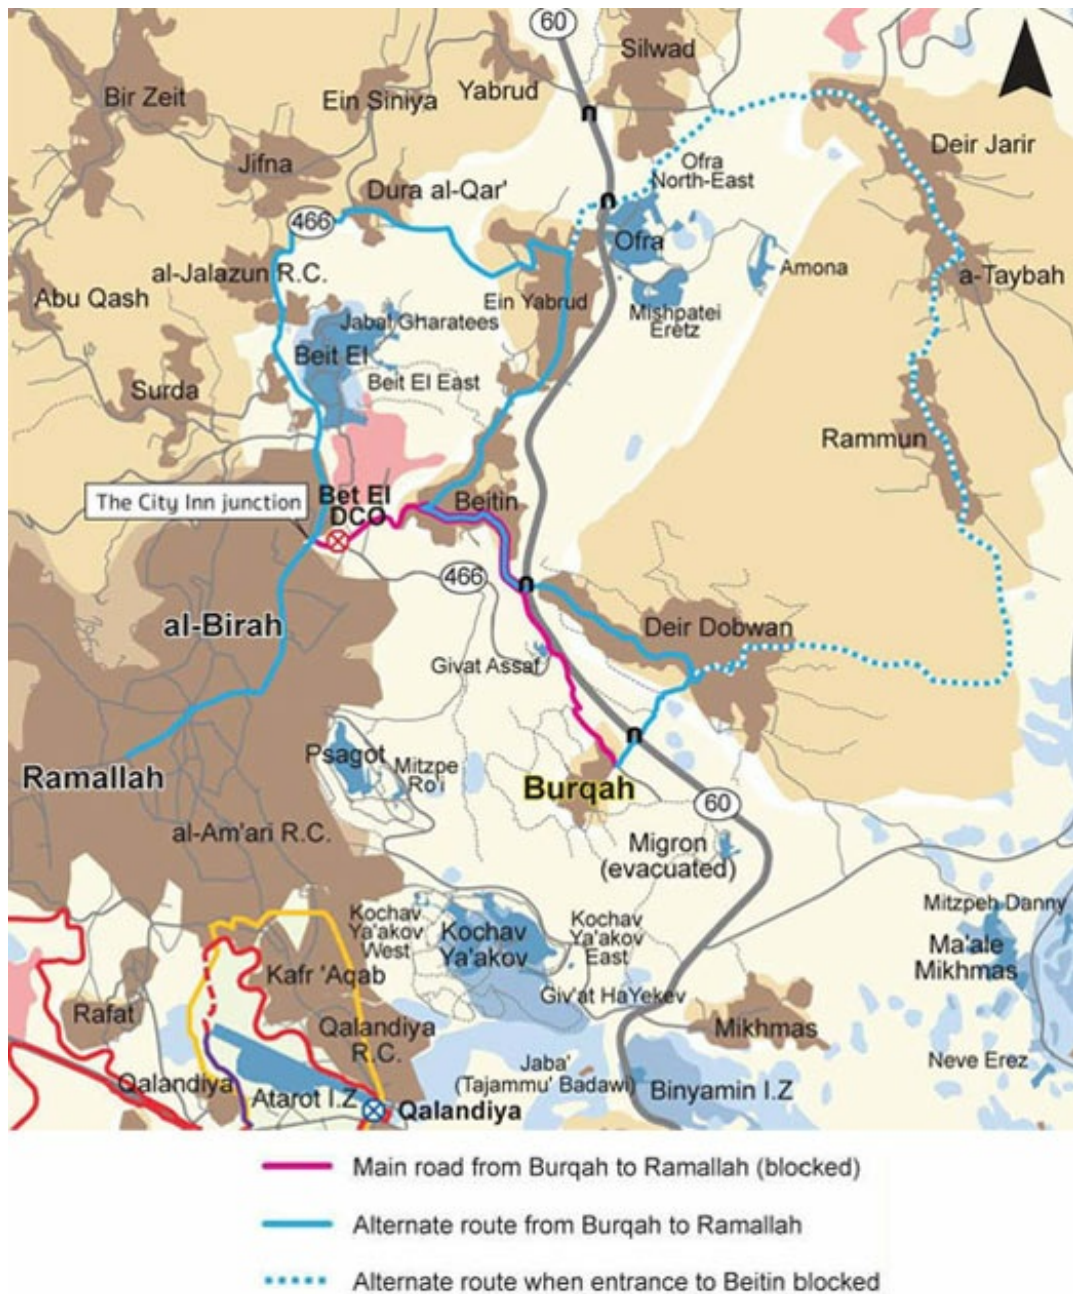 60
Silwad
Yabrud
Bir Zeit
Ein Siniya
Deir Jarir
Jifna
Ofra
North-East
Dura al-Qar'
466
Ofra
al-Jalazun R.C.
Amona
a-Taybah
Abu Qash
Ein Yabrud
Jabal Gharatees
Mishpatei
Eretz
Beit El
Beit El East
Surda
Rammun
The City Inn junction
Bet El
DCO
Beitin
466
al-Birah
Deir Dobwan
Givat Assaf
Psagot
Mitzpe
Ro'i
Ramallah
Burqah
60
al-Am'ari R.C.
Migron
(evacuated)
Mitzpeh Danny
Kochav
Ya'akov
West
Kochav
Ya'akov
Kochav
Ya'akov
East
Ma'ale
Mikhmas
Kafr 'Aqab
Giv'at HaYekev
Rafat
Qalandiya
R.C.
Mikhmas
Jaba'
(Tajammu' Badawi)
Neve Erez
Qalandiya
Atarot I.Z
Binyamin I.Z
Qalandiya
Main road from Burqah to Ramallah (blocked)
Alternate route from Burqah to Ramallah
Alternate route when entrance to Beitin blocked